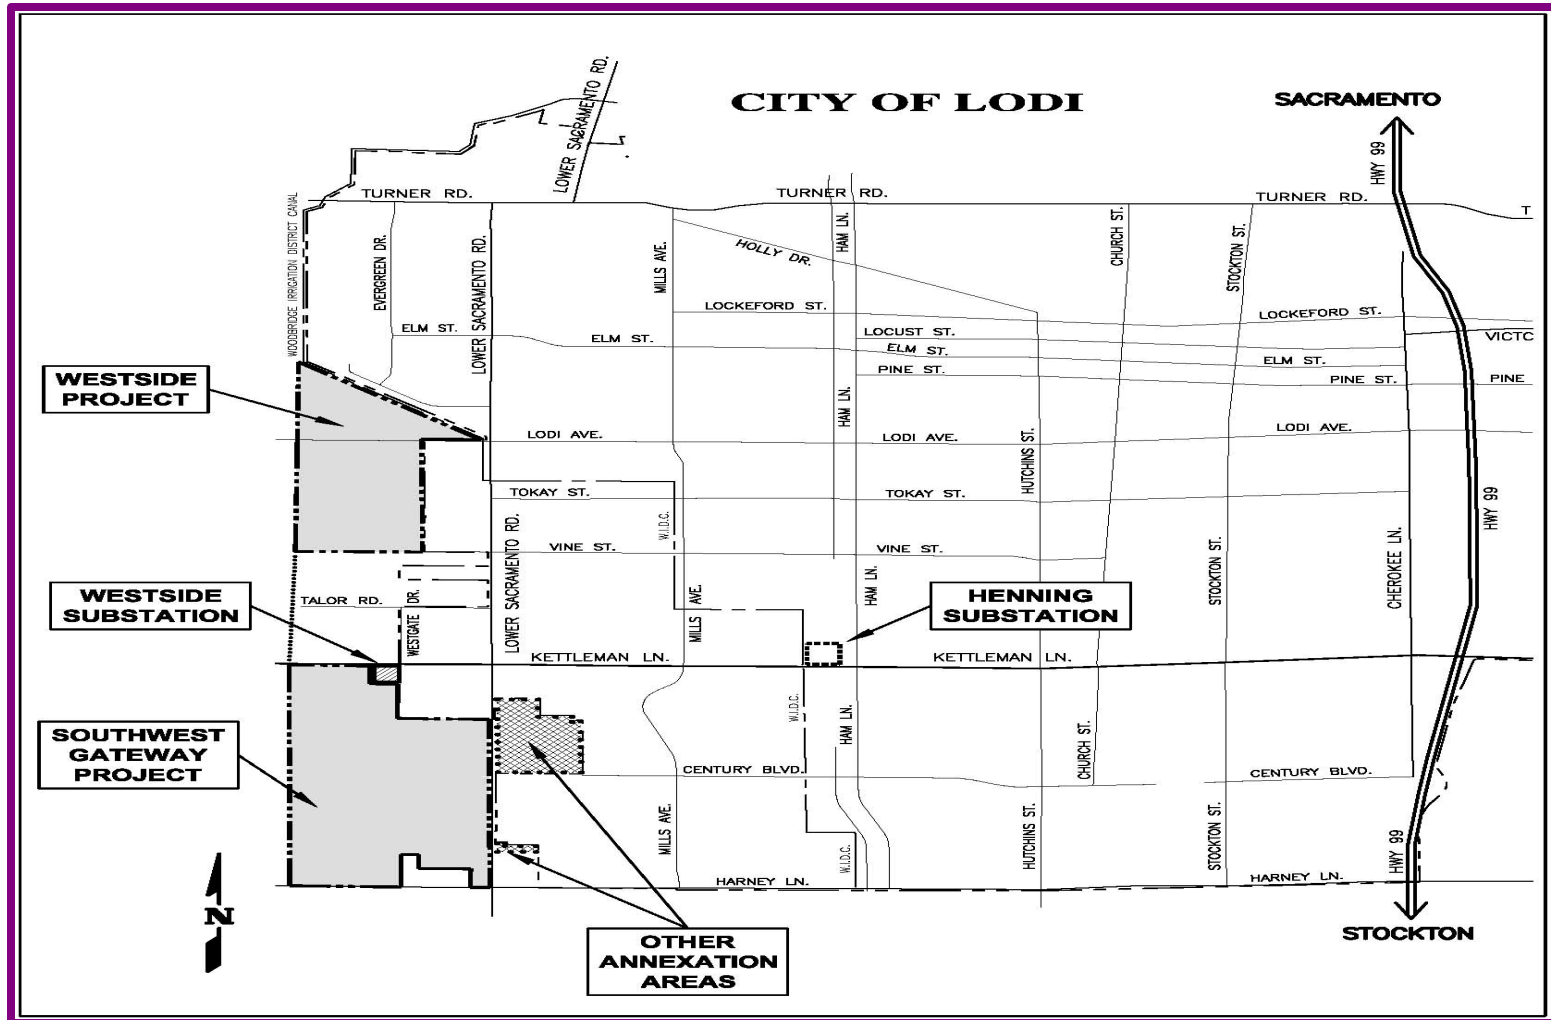 CITY OF LODI
SACRAMENTO
HWY 99
LOWER SACRAMENTO RD.
TURNER RD.
TURNER RD.
TURNER RD.
T
WOODBRIDGE IRRIGATION DISTRICT CANAL
EVERGREEN DR.
LOWER SACRAMENTO RD.
MILLS AVE.
HOLLY DR.
HAM LN.
CHURCH ST.
STOCKTON ST.
LOCKEFORD ST.
LOCKEFORD ST.
ELM ST.
ELM ST.
LOCUST ST.
ELM ST.
ELM ST.
VICTC
PINE ST.
PINE ST.
PINE
WESTSIDE
PROJECT
HAM LN.
LODI AVE.
LODI AVE.
LODI AVE.
HUTCHINS ST.
TOKAY ST.
TOKAY ST.
HWY 99
W.I.D.C.
LOWER SACRAMENTO RD.
VINE ST.
VINE ST.
STOCKTON ST.
CHEROKEE LN.
WESTSIDE
SUBSTATION
TALOR RD.
WESTGATE DR.
MILLS AVE.
HAM LN.
HENNING
SUBSTATION
KETTLEMAN LN.
KETTLEMAN LN.
W.I.D.C.
HAM LN.
CHURCH ST.
SOUTHWEST
GATEWAY
PROJECT
CENTURY BLVD.
CENTURY BLVD.
MILLS AVE.
W.I.D.C.
HUTCHINS ST.
STOCKTON ST.
HWY 99
HARNEY LN.
HARNEY LN.
N
OTHER
ANNEXATION
AREAS
STOCKTON